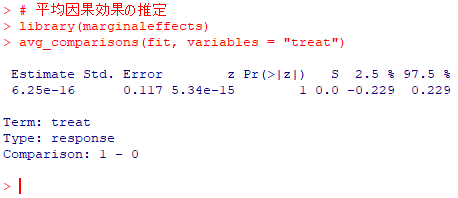 > # 平均因果効果の推定
> library(marginaleffects)
> avg_comparisons(fit, variables = "treat")
Estimate Std. Error z Pr(>|z|) S 2.5 % 97.5 %
6.25e-16 0.117 5.34e-15 1 0.0 -0.229 0.229
Term: treat
Type: response
Comparison: 1 - 0
>